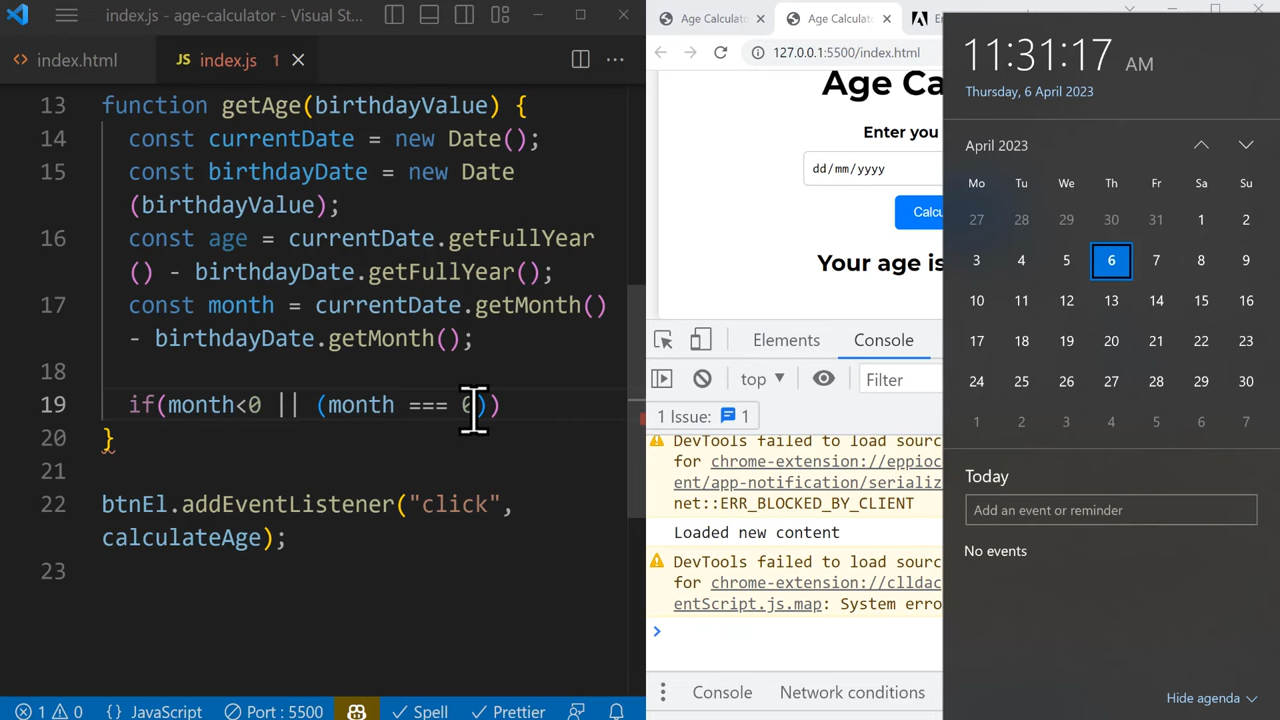 index.js - age-calculator - Visual St...
index.html
JS index.js 1
13 function getAge(birthdayValue) {
14 const currentDate = new Date();
15 const birthdayDate = new Date
(birthdayValue);
16 const age = currentDate.getFullYear
() - birthdayDate.getFullYear();
17 const month = currentDate.getMonth()
- birthdayDate.getMonth();
18
19 if(month<0 || (month === 0))
20 }
21
22 btnEl.addEventListener("click",
calculateAge);
23
1 0 {} JavaScript Port : 5500 Spell Prettier
Age Calculat
Age Calculat
127.0.0.1:5500/index.html
Age Ca
Enter you
dd/mm/yyyy
Calcu
Your age is
Elements Console
top Filter
1 Issue: 1
DevTools failed to load sourc
for chrome-extension://eppioc
ent/app-notification/serializ
net::ERR_BLOCKED_BY_CLIENT
Loaded new content
DevTools failed to load sourc
for chrome-extension://clldac
entScript.js.map: System erro
Console Network conditions
11:31:17 AM
Thursday, 6 April 2023
April 2023
Mo Tu We Th Fr Sa Su
27 28 29 30 31 1 2
3 4 5 6 7 8 9
10 11 12 13 14 15 16
17 18 19 20 21 22 23
24 25 26 27 28 29 30
1 2 3 4 5 6 7
Today
Add an event or reminder
No events
Hide agenda